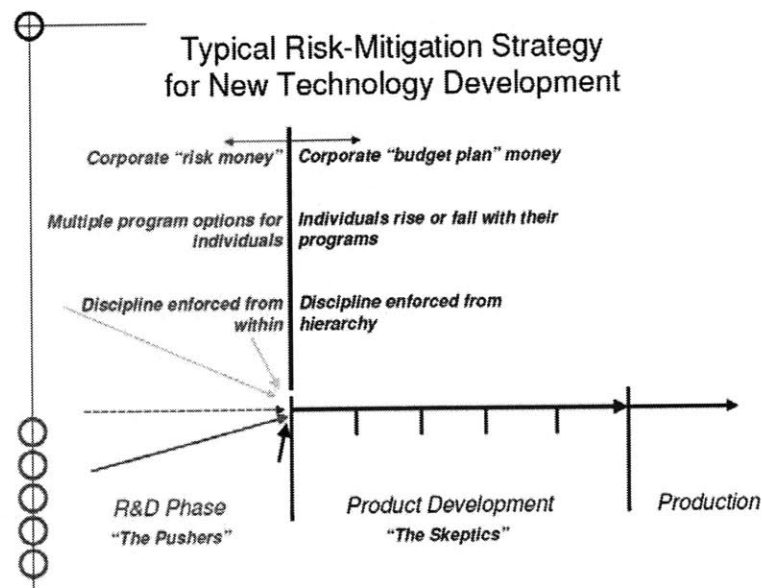 Typical Risk-Mitigation Strategy
for New Technology Development
Corporate "risk money"
Corporate "budget plan" money
Multiple program options for
individuals
Individuals rise or fall with their
programs
Discipline enforced from
within
Discipline enforced from
hierarchy
R&D Phase
"The Pushers"
Product Development
"The Skeptics"
Production